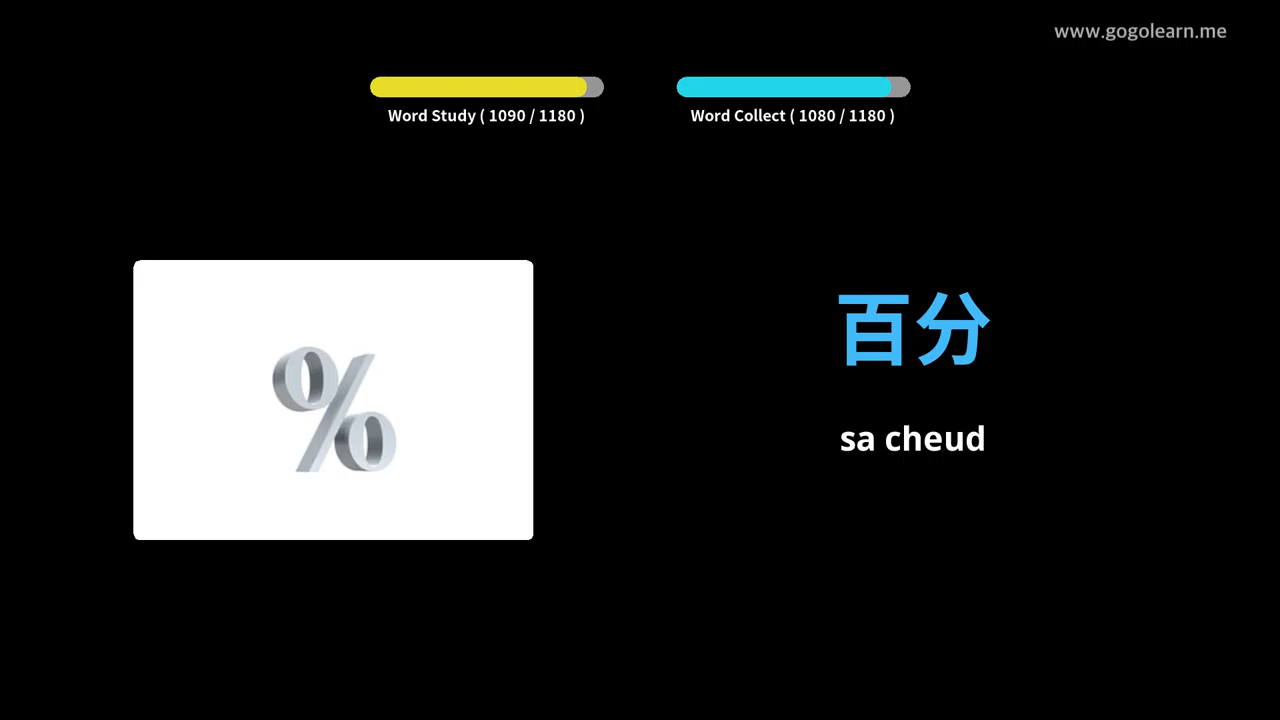 www.gogolearn.me
Word Study ( 1090 / 1180 )
Word Collect ( 1080 / 1180 )
%
百分
sa cheud